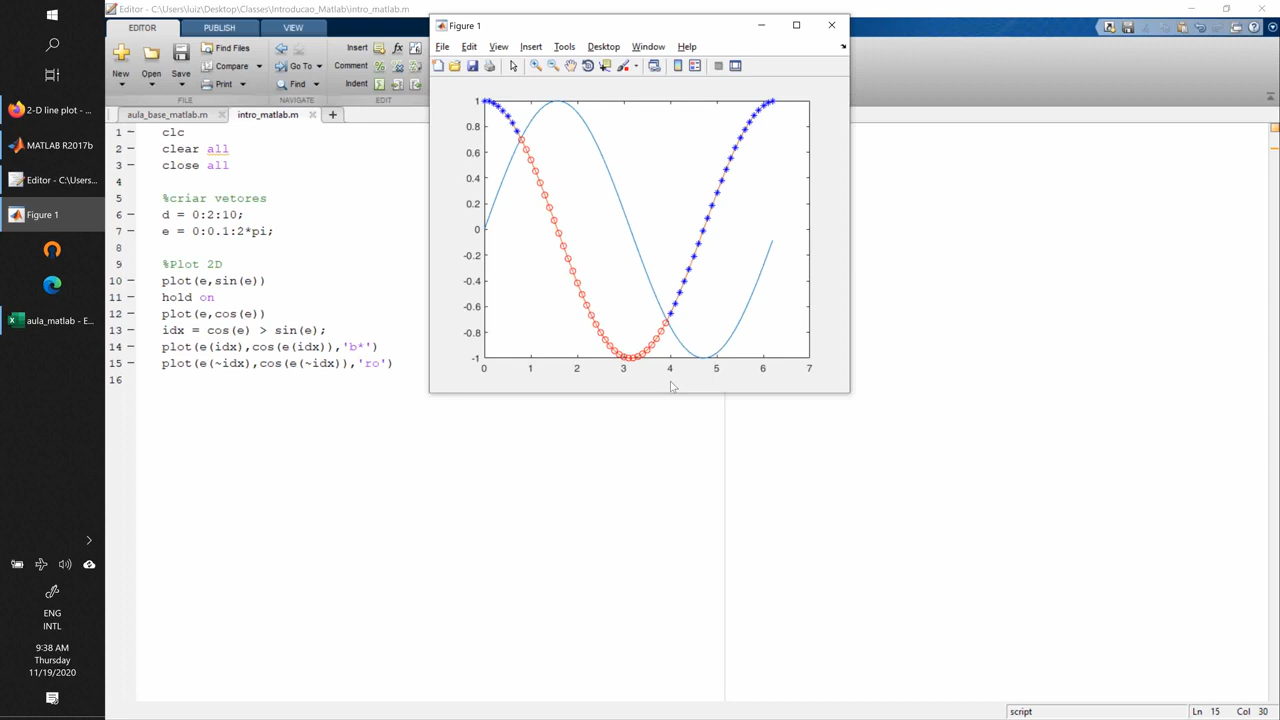 Editor - C:\Users\luiz\Desktop\Classes\Introducao_Matlab\intro_matlab.m
EDITOR PUBLISH VIEW
New Open Save
Find Files
Compare
Print
FILE
Go To
Find
NAVIGATE
Insert fx
Comment
Indent
EDIT
aula_base_matlab.m intro_matlab.m
1 clc
2 clear all
3 close all
4
5 %criar vetores
6 d = 0:2:10;
7 e = 0:0.1:2*pi;
8
9 %Plot 2D
10 plot(e,sin(e))
11 hold on
12 plot(e,cos(e))
13 idx = cos(e) > sin(e);
14 plot(e(idx),cos(e(idx)),'b*')
15 plot(e(~idx),cos(e(~idx)),'ro')
16
Figure 1
File Edit View Insert Tools Desktop Window Help
1
0.8
0.6
0.4
0.2
0
-0.2
-0.4
-0.6
-0.8
-1
0 1 2 3 4 5 6 7
2-D line plot - ...
MATLAB R2017b
Editor - C:\Users...
Figure 1
aula_matlab - E...
ENG
INTL
9:38 AM
Thursday
11/19/2020
script Ln 15 Col 30